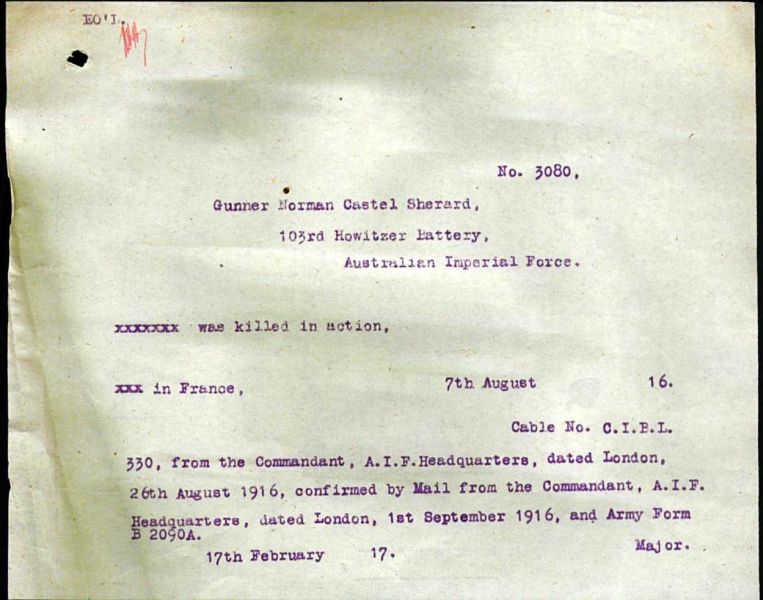 EO'L.
No. 3080,
Gunner Norman Castel Sherard,
103rd Howitzer Battery,
Australian Imperial Force.
xxxxxxx was killed in action,
xxx in France, 7th August 16.
Cable No. C.I.B.L.
330, from the Commandant, A.I.F.Headquarters, dated London,
26th August 1916, confirmed by Mail from the Commandant, A.I.F.
Headquarters, dated London, 1st September 1916, and Army Form
B 2090A.
17th February 17. Major.